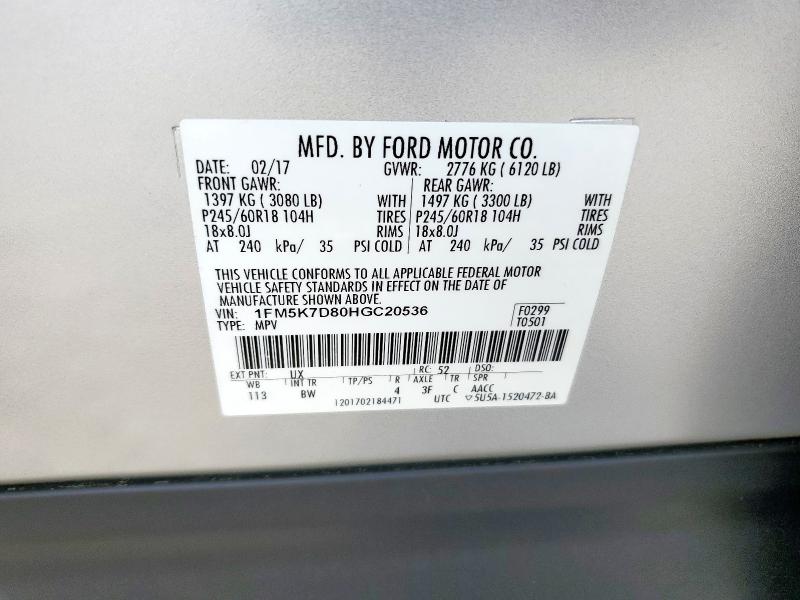 MFD. BY FORD MOTOR CO.
DATE: 02/17 GVWR: 2776 KG ( 6120 LB)
FRONT GAWR: REAR GAWR:
1397 KG ( 3080 LB) WITH 1497 KG ( 3300 LB) WITH
P245/60R18 104H TIRES P245/60R18 104H TIRES
18x8.0J RIMS 18x8.0J RIMS
AT 240 kPa/ 35 PSI COLD AT 240 kPa/ 35 PSI COLD
THIS VEHICLE CONFORMS TO ALL APPLICABLE FEDERAL MOTOR
VEHICLE SAFETY STANDARDS IN EFFECT ON THE DATE OF
MANUFACTURE SHOWN ABOVE.
VIN: 1FM5K7D80HGC20536 F0299
TYPE: MPV T0501
EXT PNT: UX RC: 52 DSO:
WB INT TR TP/PS R AXLE TR SPR
113 BW 4 3F C AACC
1201702184471 UTC ▽5U5A-1520472-BA